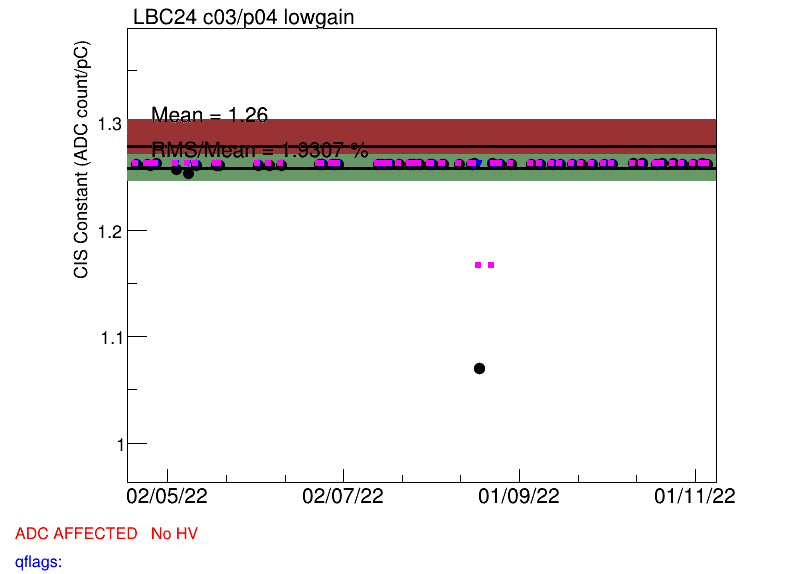 LBC24 c03/p04 lowgain
CIS Constant (ADC count/pC)
Mean = 1.26
RMS/Mean = 1.9307 %
1.3
1.2
1.1
1
02/05/22 02/07/22 01/09/22 01/11/22
ADC AFFECTED No HV
qflags: